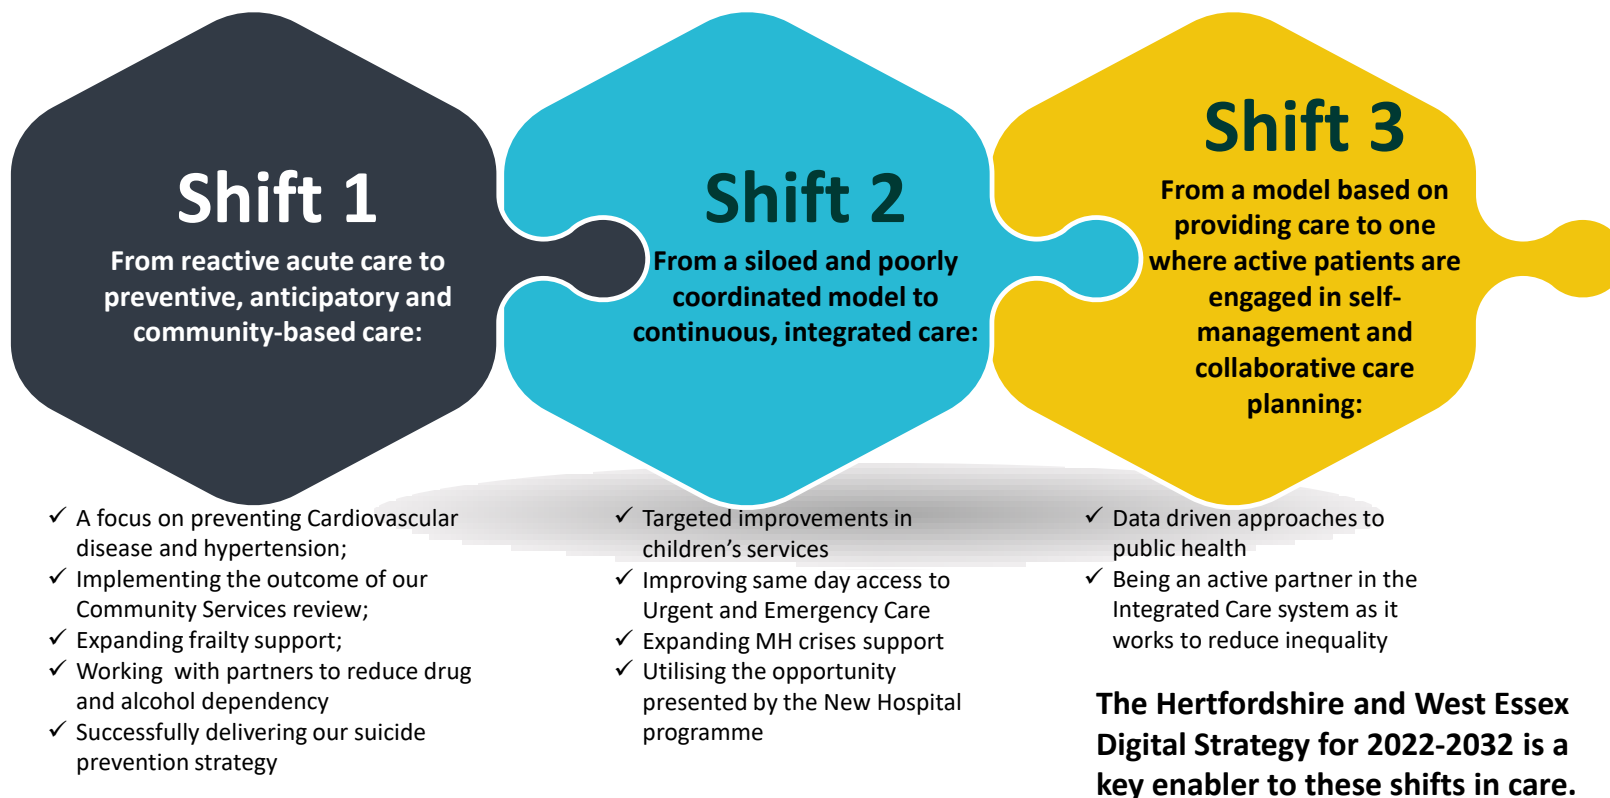 Shift 1
From reactive acute care to
preventive, anticipatory and
community-based care:
Shift 2
From a siloed and poorly
coordinated model to
continuous, integrated care:
Shift 3
From a model based on
providing care to one
where active patients are
engaged in self-
management and
collaborative care
planning:
✓ A focus on preventing Cardiovascular
disease and hypertension;
✓ Implementing the outcome of our
Community Services review;
✓ Expanding frailty support;
✓ Working with partners to reduce drug
and alcohol dependency
✓ Successfully delivering our suicide
prevention strategy
✓ Targeted improvements in
children’s services
✓ Improving same day access to
Urgent and Emergency Care
✓ Expanding MH crises support
✓ Utilising the opportunity
presented by the New Hospital
programme
✓ Data driven approaches to
public health
✓ Being an active partner in the
Integrated Care system as it
works to reduce inequality
The Hertfordshire and West Essex
Digital Strategy for 2022-2032 is a
key enabler to these shifts in care.